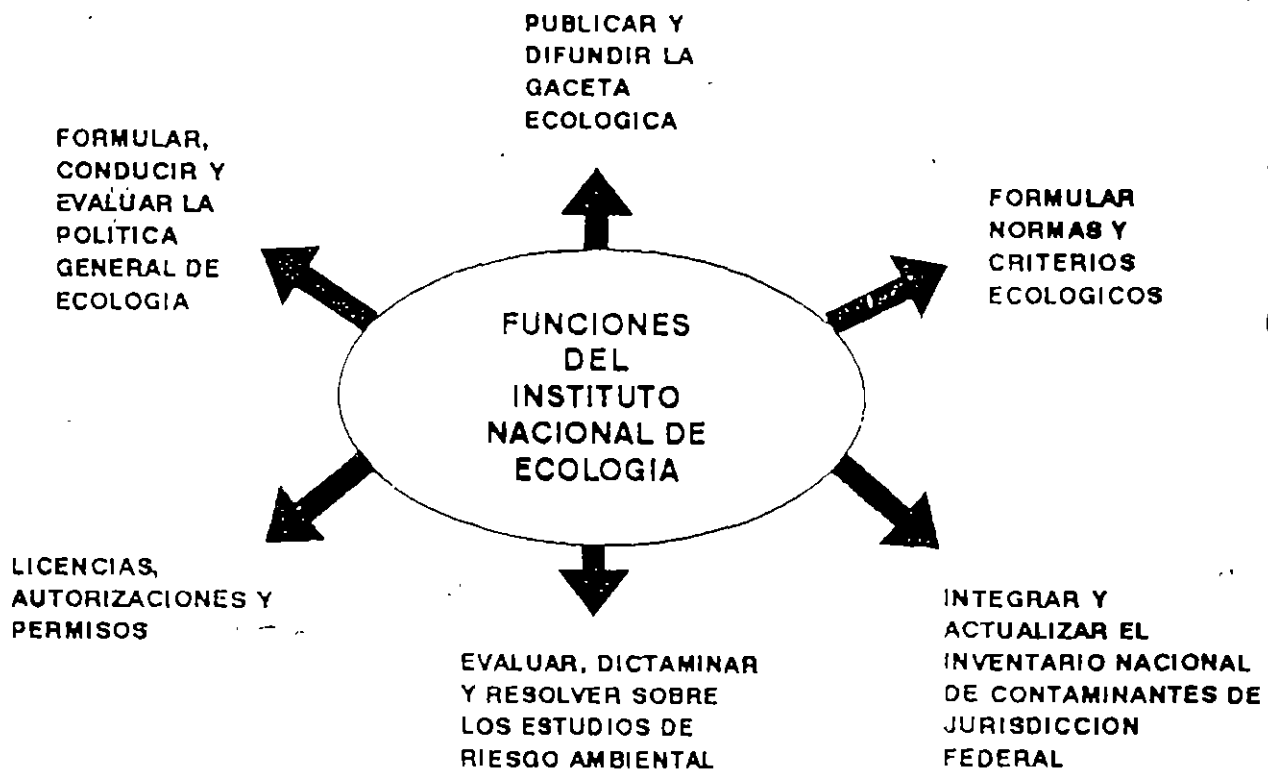 PUBLICAR Y
DIFUNDIR LA
GACETA
ECOLOGICA
FORMULAR,
CONDUCIR Y
EVALUAR LA
POLÍTICA
GENERAL DE
ECOLOGIA
FORMULAR
NORMAS Y
CRITERIOS
ECOLOGICOS
FUNCIONES
DEL
INSTITUTO
NACIONAL DE
ECOLOGIA
LICENCIAS,
AUTORIZACIONES Y
PERMISOS
EVALUAR, DICTAMINAR
Y RESOLVER SOBRE
LOS ESTUDIOS DE
RIESGO AMBIENTAL
INTEGRAR Y
ACTUALIZAR EL
INVENTARIO NACIONAL
DE CONTAMINANTES DE
JURISDICCION
FEDERAL